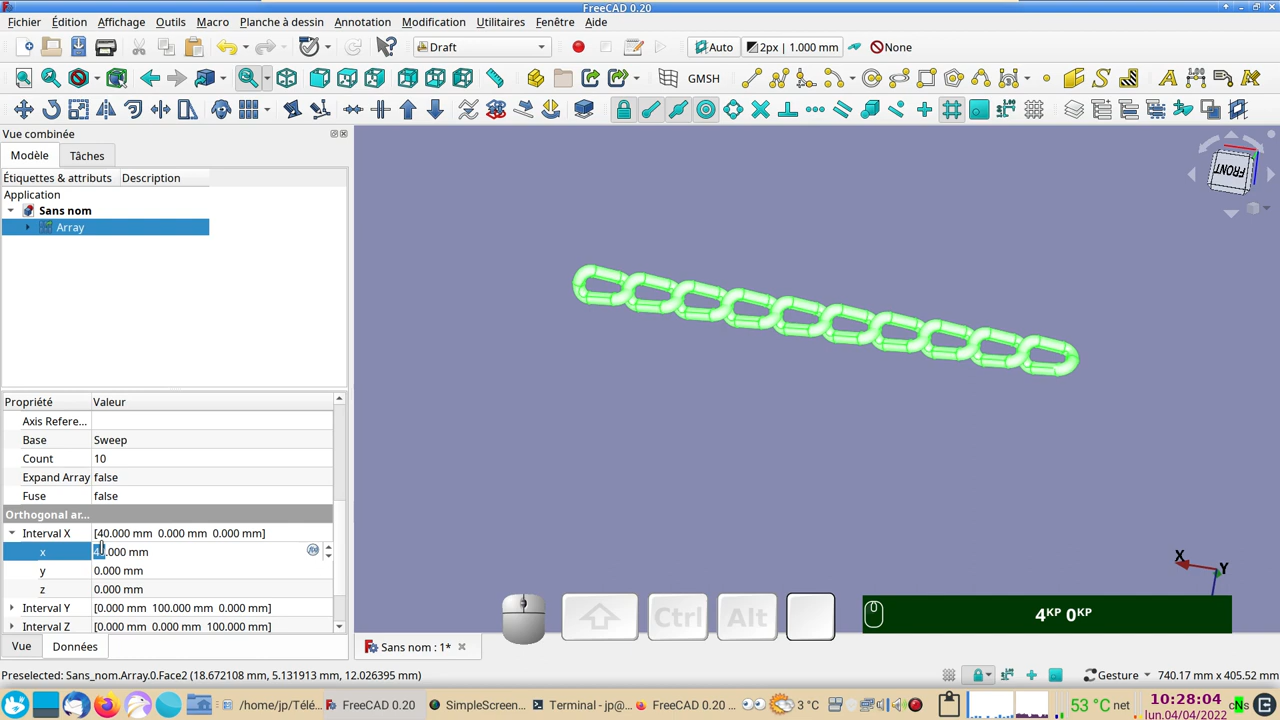 FreeCAD 0.20
Fichier Édition Affichage Outils Macro Planche à dessin Annotation Modification Utilitaires Fenêtre Aide
Draft Auto 2px | 1.000 mm None
GMSH
Vue combinée
Modèle Tâches
Étiquettes & attributs Description
Application
Sans nom
Array
FRONT
Propriété Valeur
Axis Refere...
Base Sweep
Count 10
Expand Array false
Fuse false
Orthogonal ar...
Interval X [40.000 mm 0.000 mm 0.000 mm]
x 40.000 mm
y 0.000 mm
z 0.000 mm
Interval Y [0.000 mm 100.000 mm 0.000 mm]
Interval Z [0.000 mm 0.000 mm 100.000 mm]
X
Y
Ctrl Alt
4KP 0KP
Vue Données
Sans nom : 1*
Preselected: Sans_nom.Array.0.Face2 (18.672108 mm, 5.131913 mm, 12.026395 mm)
Gesture 740.17 mm x 405.52 mm
/home/jp/Télé... FreeCAD 0.20 SimpleScreen... Terminal - jp@... FreeCAD 0.20 ... 3 °C 53 °C net 10:28:04
lun.04/04/2022
cNs